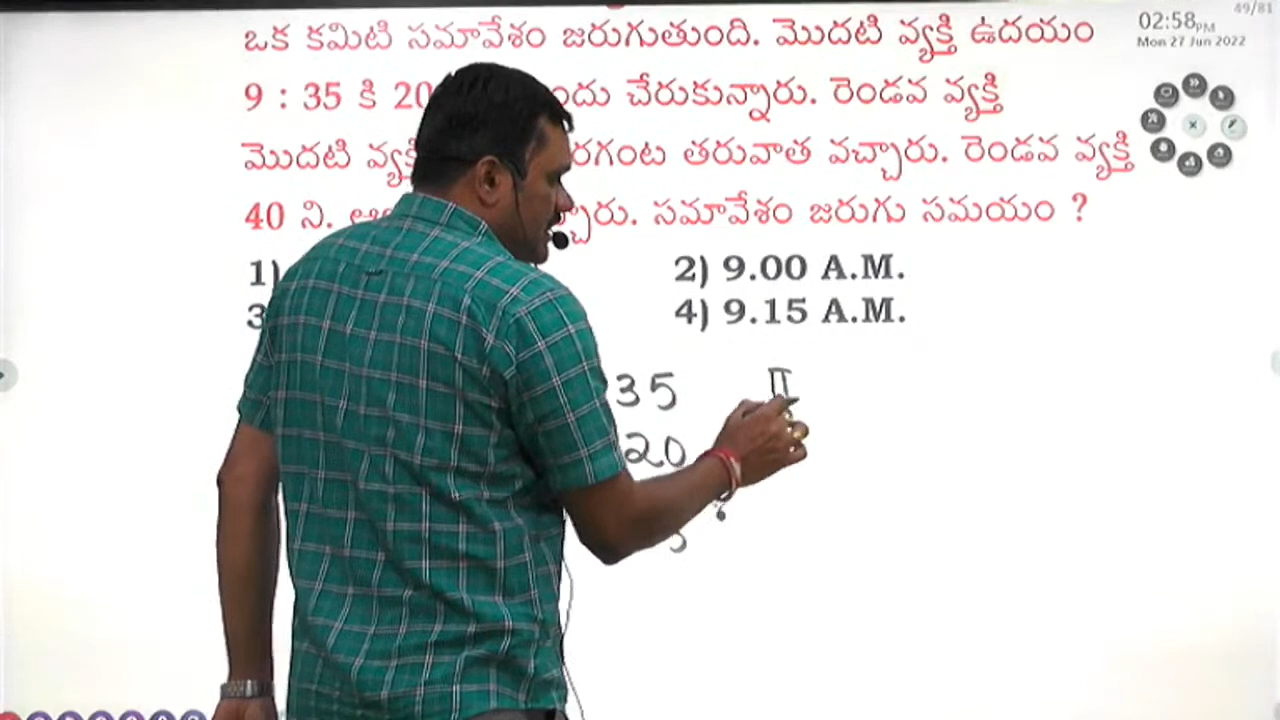 49/81
02:58PM
Mon 27 Jun 2022
ఒక కమిటి సమావేశం జరుగుతుంది. మొదటి వ్యక్తి ఉదయం
9 : 35 కి 20 చేరుకున్నారు. రెండవ వ్యక్తి
మొదటి తరువాత వచ్చారు. రెండవ వ్యక్తి
40 ని. సమావేశం జరుగు సమయం ?
1) 2) 9.00 A.M.
3 4) 9.15 A.M.
35 II
20
5